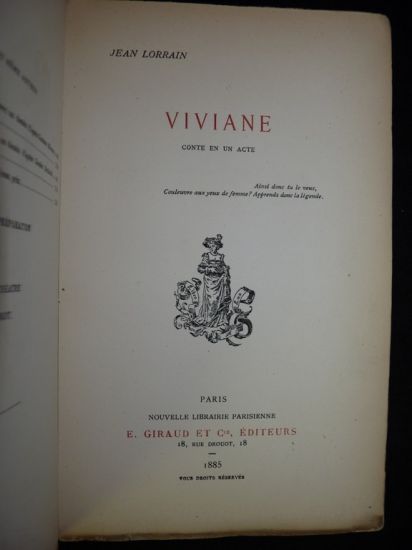 JEAN LORRAIN
VIVIANE
CONTE EN UN ACTE
Ainsi donc tu le veux,
Couleuvre aux yeux de femme? Apprends donc la légende.
PARIS
NOUVELLE LIBRAIRIE PARISIENNE
E. GIRAUD ET Cie, ÉDITEURS
18, RUE DROUOT, 18
1885
TOUS DROITS RÉSERVÉS